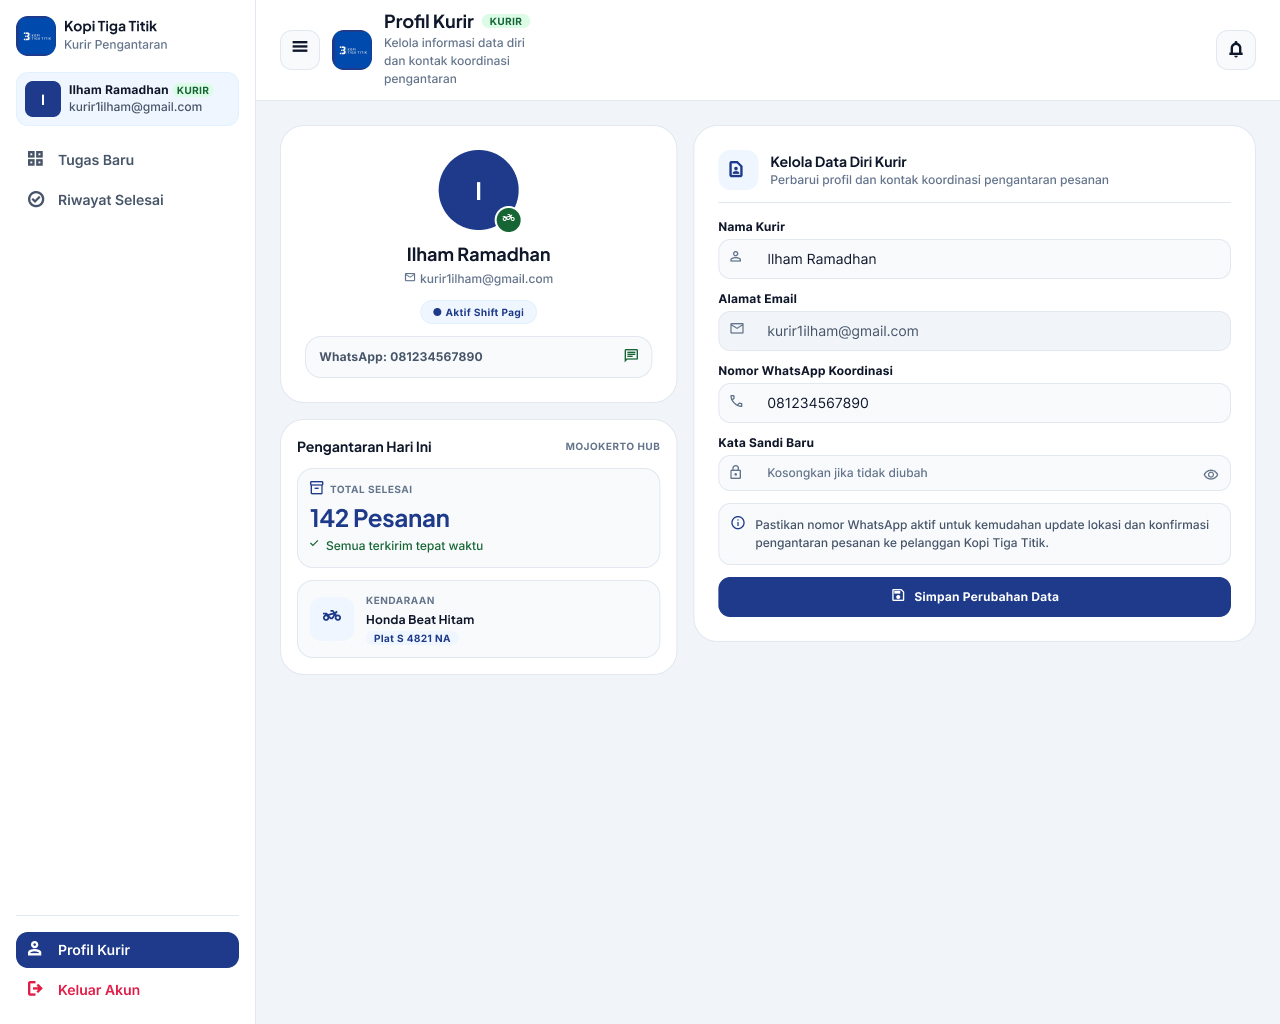 Kopi Tiga Titik
Kurir Pengantaran
I
Ilham Ramadhan KURIR
kurir1ilham@gmail.com
Tugas Baru
Riwayat Selesai
Profil Kurir
Keluar Akun
Profil Kurir KURIR
Kelola informasi data diri
dan kontak koordinasi
pengantaran
I
Ilham Ramadhan
kurir1ilham@gmail.com
Aktif Shift Pagi
WhatsApp: 081234567890
Pengantaran Hari Ini MOJOKERTO HUB
TOTAL SELESAI
142 Pesanan
Semua terkirim tepat waktu
KENDARAAN
Honda Beat Hitam
Plat S 4821 NA
Kelola Data Diri Kurir
Perbarui profil dan kontak koordinasi pengantaran pesanan
Nama Kurir
Ilham Ramadhan
Alamat Email
kurir1ilham@gmail.com
Nomor WhatsApp Koordinasi
081234567890
Kata Sandi Baru
Kosongkan jika tidak diubah
Pastikan nomor WhatsApp aktif untuk kemudahan update lokasi dan konfirmasi
pengantaran pesanan ke pelanggan Kopi Tiga Titik.
Simpan Perubahan Data